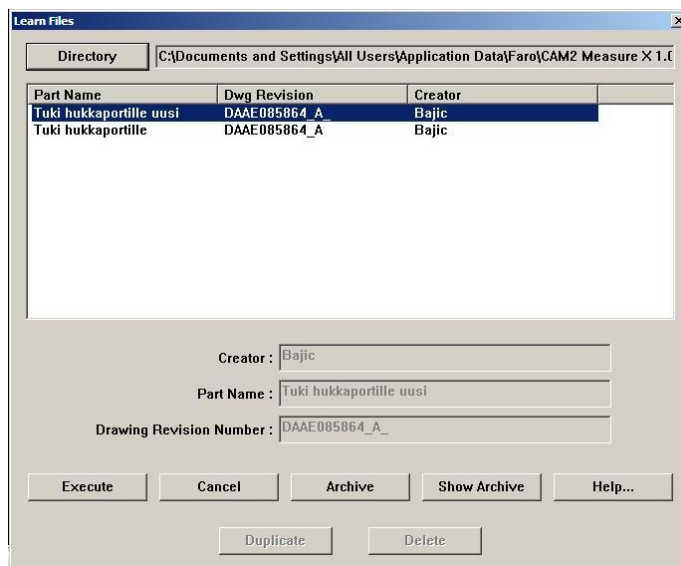 Learn Files
Directory C:\Documents and Settings\All Users\Application Data\Faro\CAM2 Measure X 1.0
Part Name Dwg Revision Creator
Tuki hukkaportille uusi DAAE085864_A_ Bajic
Tuki hukkaportille DAAE085864_A Bajic
Creator : Bajic
Part Name : Tuki hukkaportille uusi
Drawing Revision Number : DAAE085864_A_
Execute Cancel Archive Show Archive Help...
Duplicate Delete